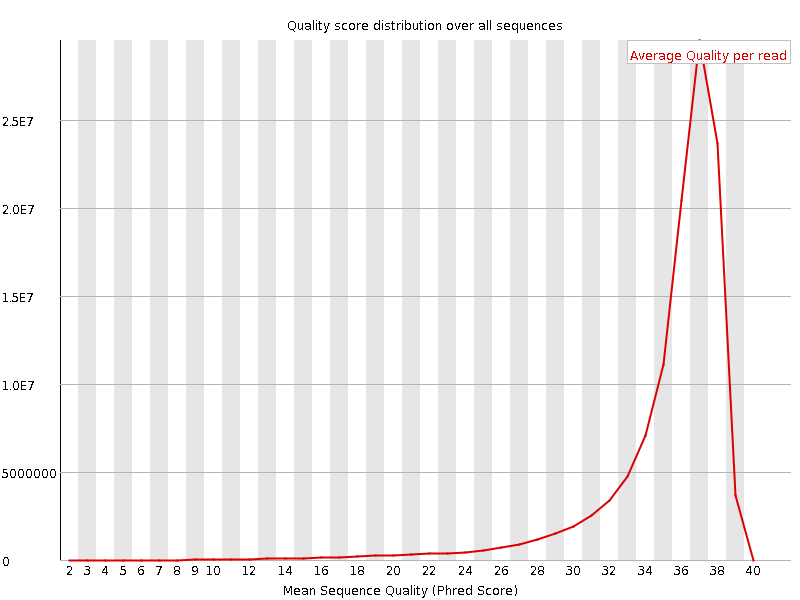 Quality score distribution over all sequences
Average Quality per read
2.5E7
2.0E7
1.5E7
1.0E7
5000000
0
2 3 4 5 6 7 8 9 10 12 14 16 18 20 22 24 26 28 30 32 34 36 38 40
Mean Sequence Quality (Phred Score)